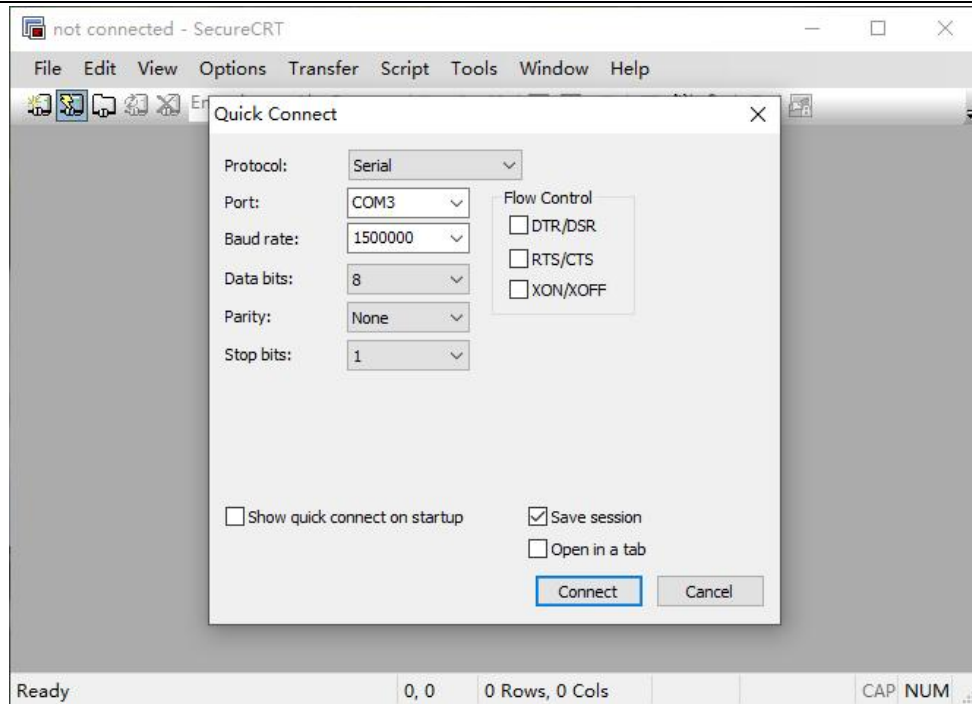 not connected - SecureCRT
File Edit View Options Transfer Script Tools Window Help
Quick Connect
Protocol: Serial
Port: COM3
Flow Control
DTR/DSR
Baud rate: 1500000
RTS/CTS
Data bits: 8
XON/XOFF
Parity: None
Stop bits: 1
Show quick connect on startup
Save session
Open in a tab
Connect Cancel
Ready 0, 0 0 Rows, 0 Cols CAP NUM